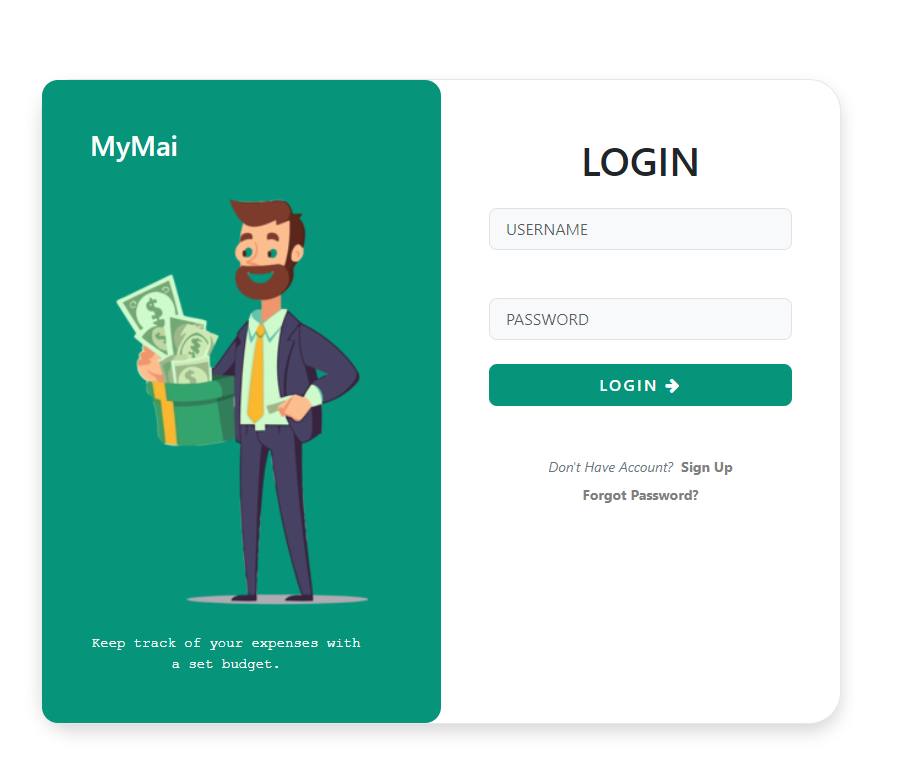 MyMai
Keep track of your expenses with
a set budget.
LOGIN
USERNAME
PASSWORD
LOGIN
Don't Have Account? Sign Up
Forgot Password?